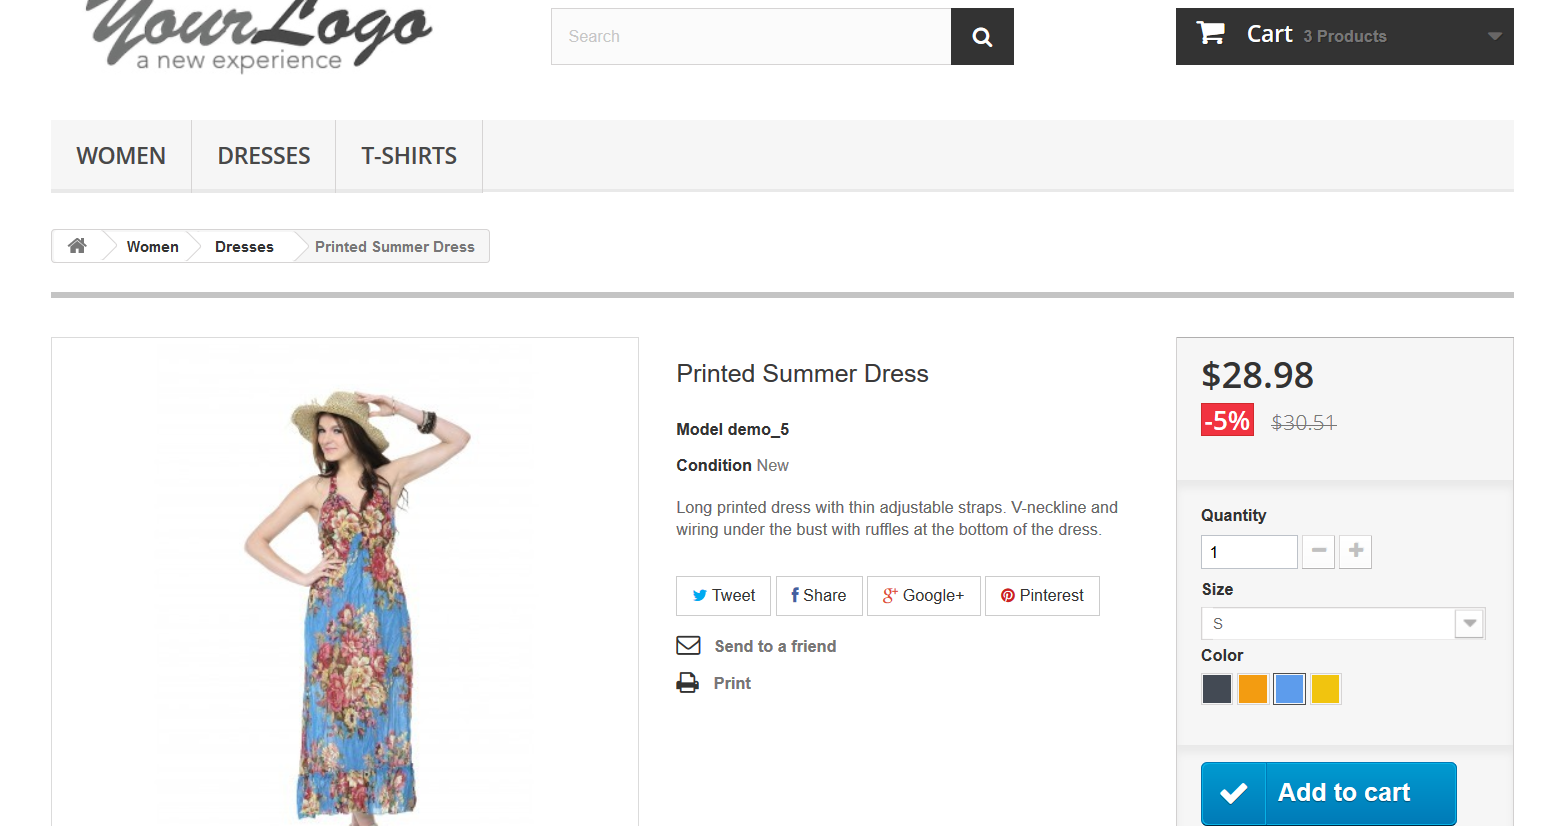 YourLogo
a new experience
Search
Cart 3 Products
WOMEN DRESSES T-SHIRTS
Women Dresses Printed Summer Dress
Printed Summer Dress
Model demo_5
Condition New
Long printed dress with thin adjustable straps. V-neckline and
wiring under the bust with ruffles at the bottom of the dress.
Tweet Share Google+ Pinterest
Send to a friend
Print
$28.98
-5% $30.51
Quantity
1
Size
S
Color
Add to cart